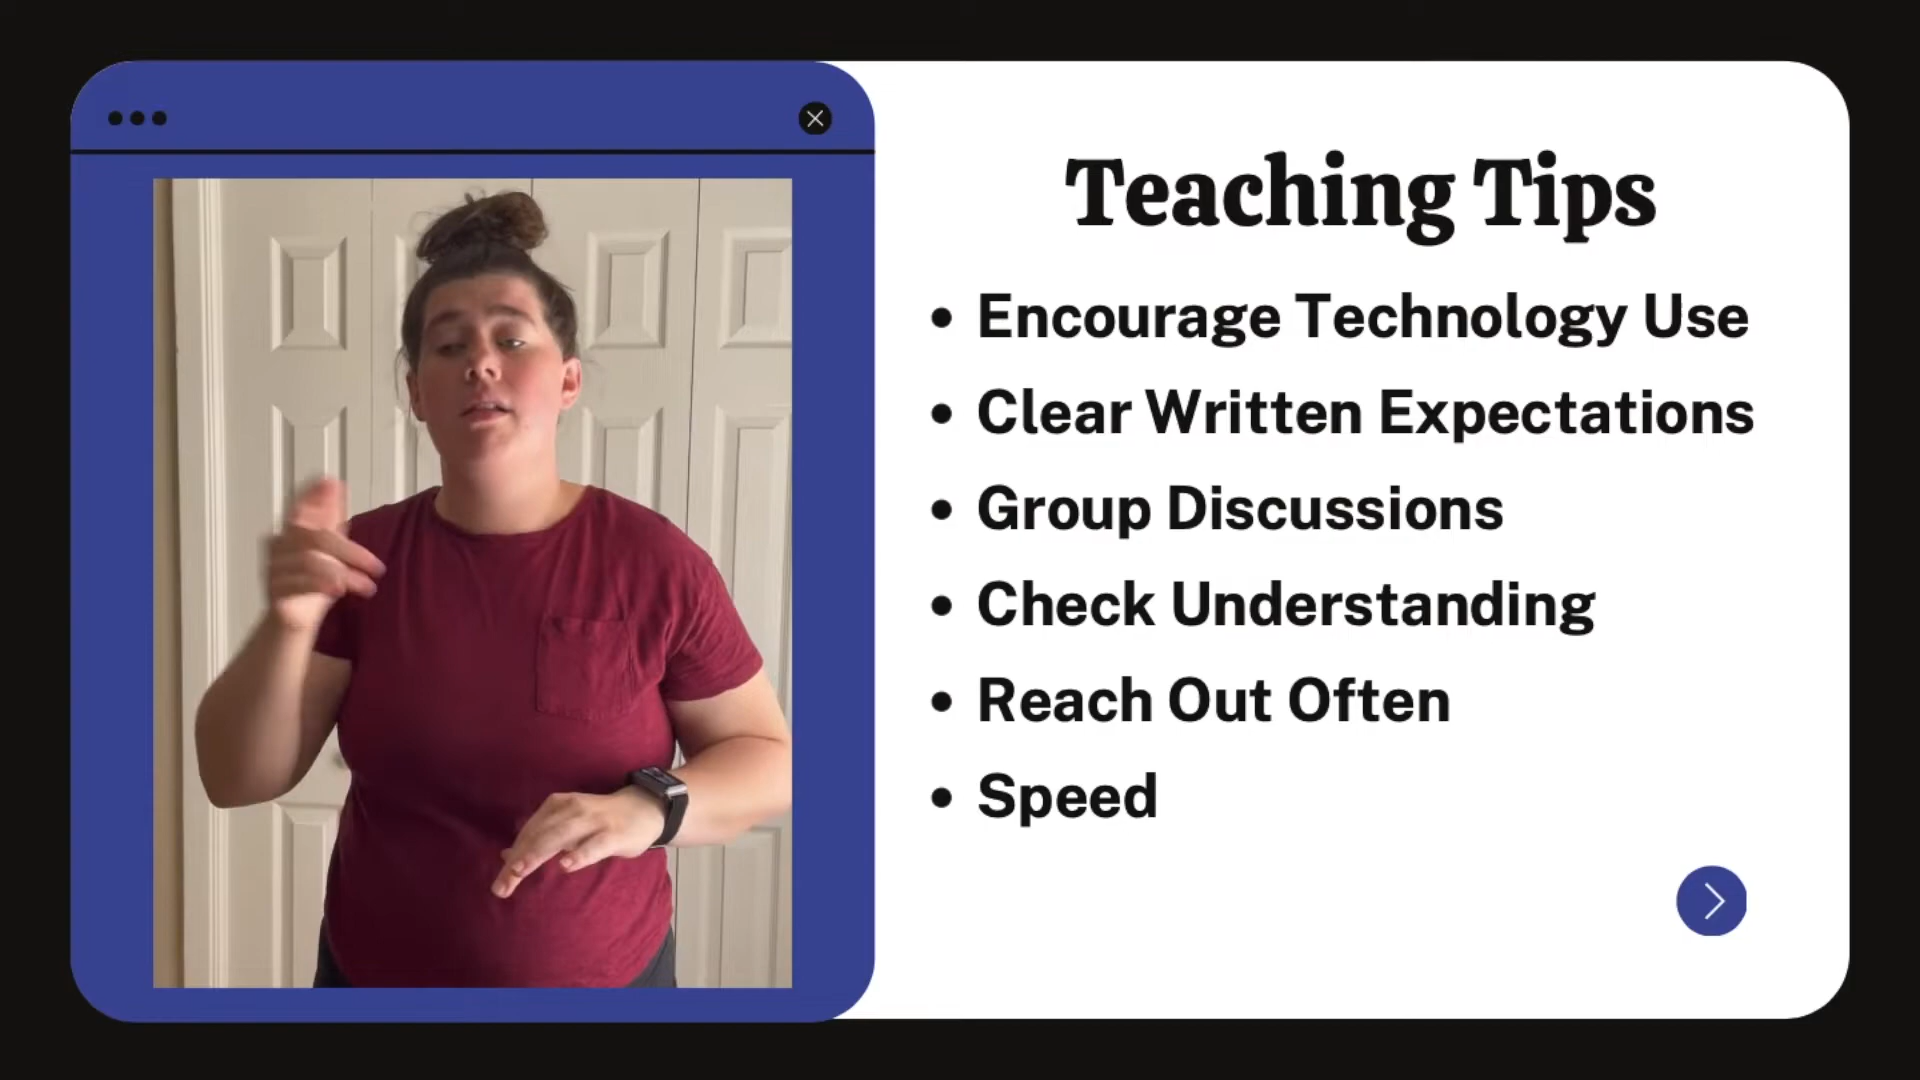 Teaching Tips
Encourage Technology Use
Clear Written Expectations
Group Discussions
Check Understanding
Reach Out Often
Speed